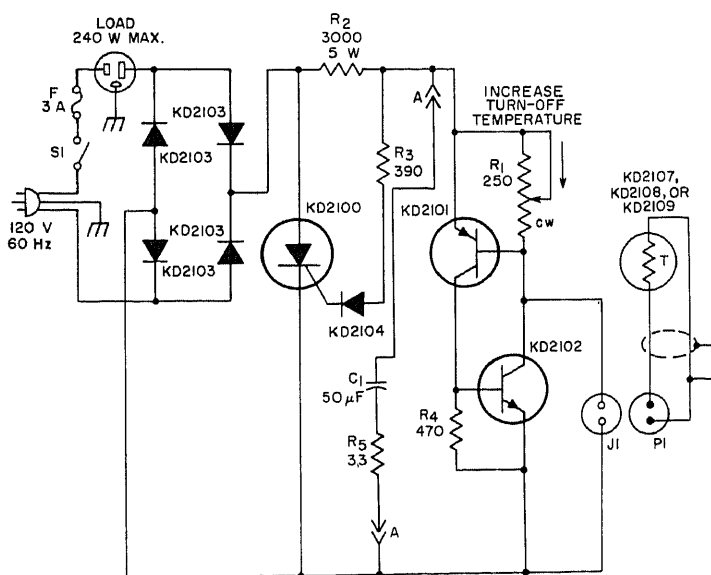 LOAD
240 W MAX.
R2
3000
5 W
F
3 A
S1
120 V
60 Hz
KD2103
KD2103
KD2103
KD2103
KD2100
KD2104
R3
390
A
C1
50 µF
R5
3.3
A
INCREASE
TURN-OFF
TEMPERATURE
R1
250
CW
KD2101
KD2102
R4
470
J1
KD2107,
KD2108, OR
KD2109
T
P1